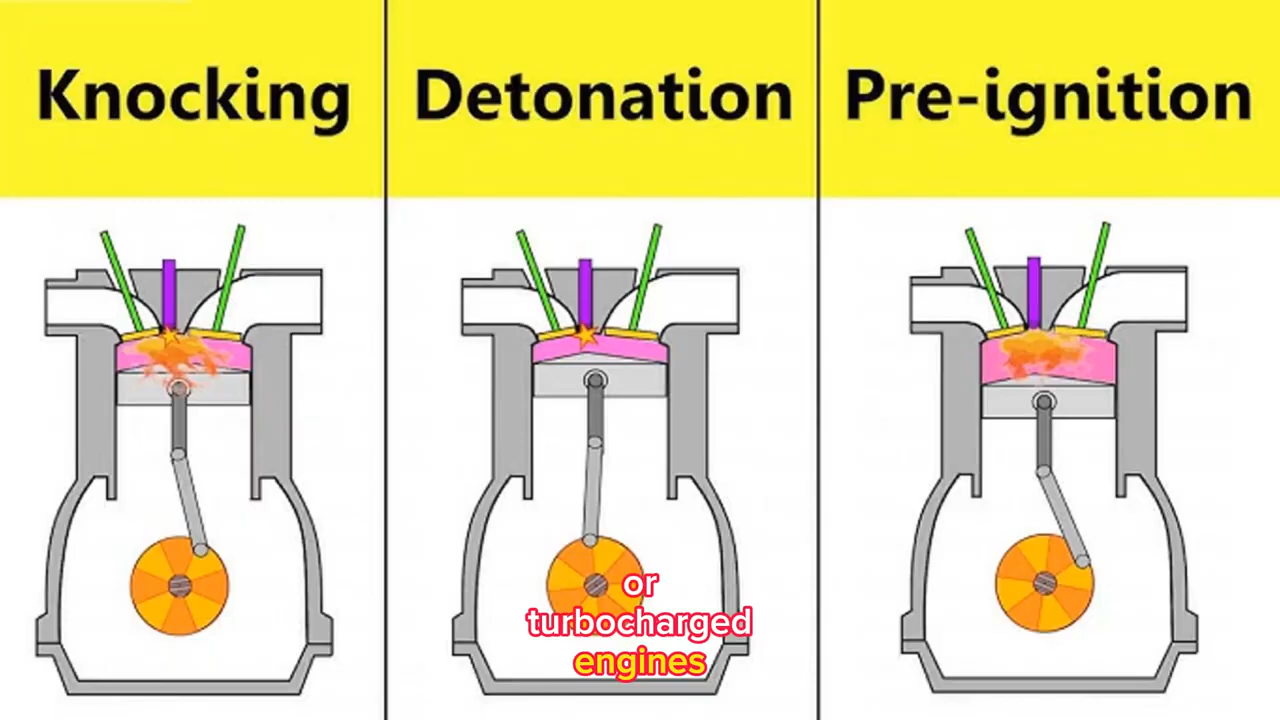 Knocking
Detonation
Pre-ignition
or
turbocharged
engines